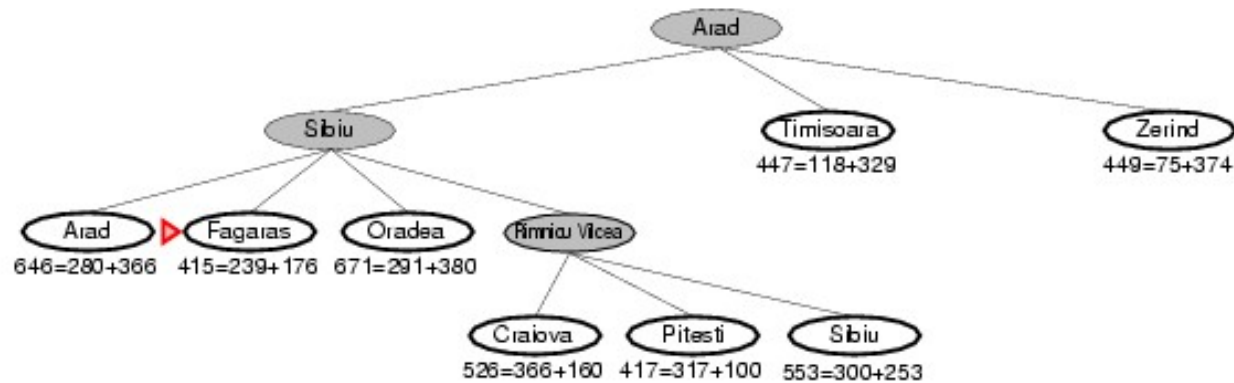 Arad
Sibiu Timisoara Zerind
447=118+329 449=75+374
Arad Fagaras Oradea Rimnicu Vilcea
646=280+366 415=239+176 671=291+380
Craiova Pitesti Sibiu
526=366+160 417=317+100 553=300+253